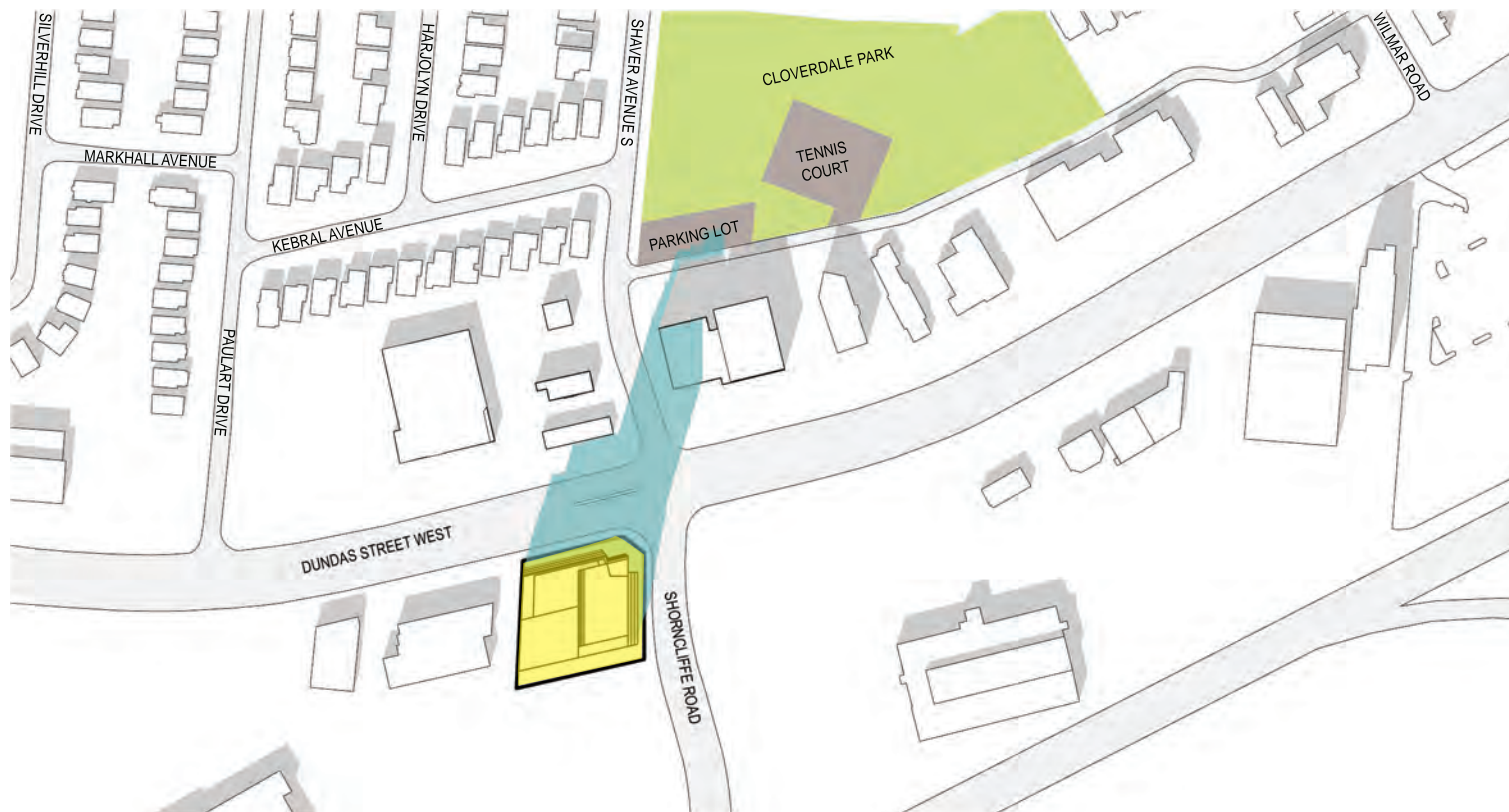 SILVERHILL DRIVE
HARJOLYN DRIVE
SHAVER AVENUE S
CLOVERDALE PARK
WILMAR ROAD
MARKHALL AVENUE
TENNIS
COURT
KEBRAL AVENUE
PARKING LOT
PAULART DRIVE
DUNDAS STREET WEST
SHORNCLIFFE ROAD